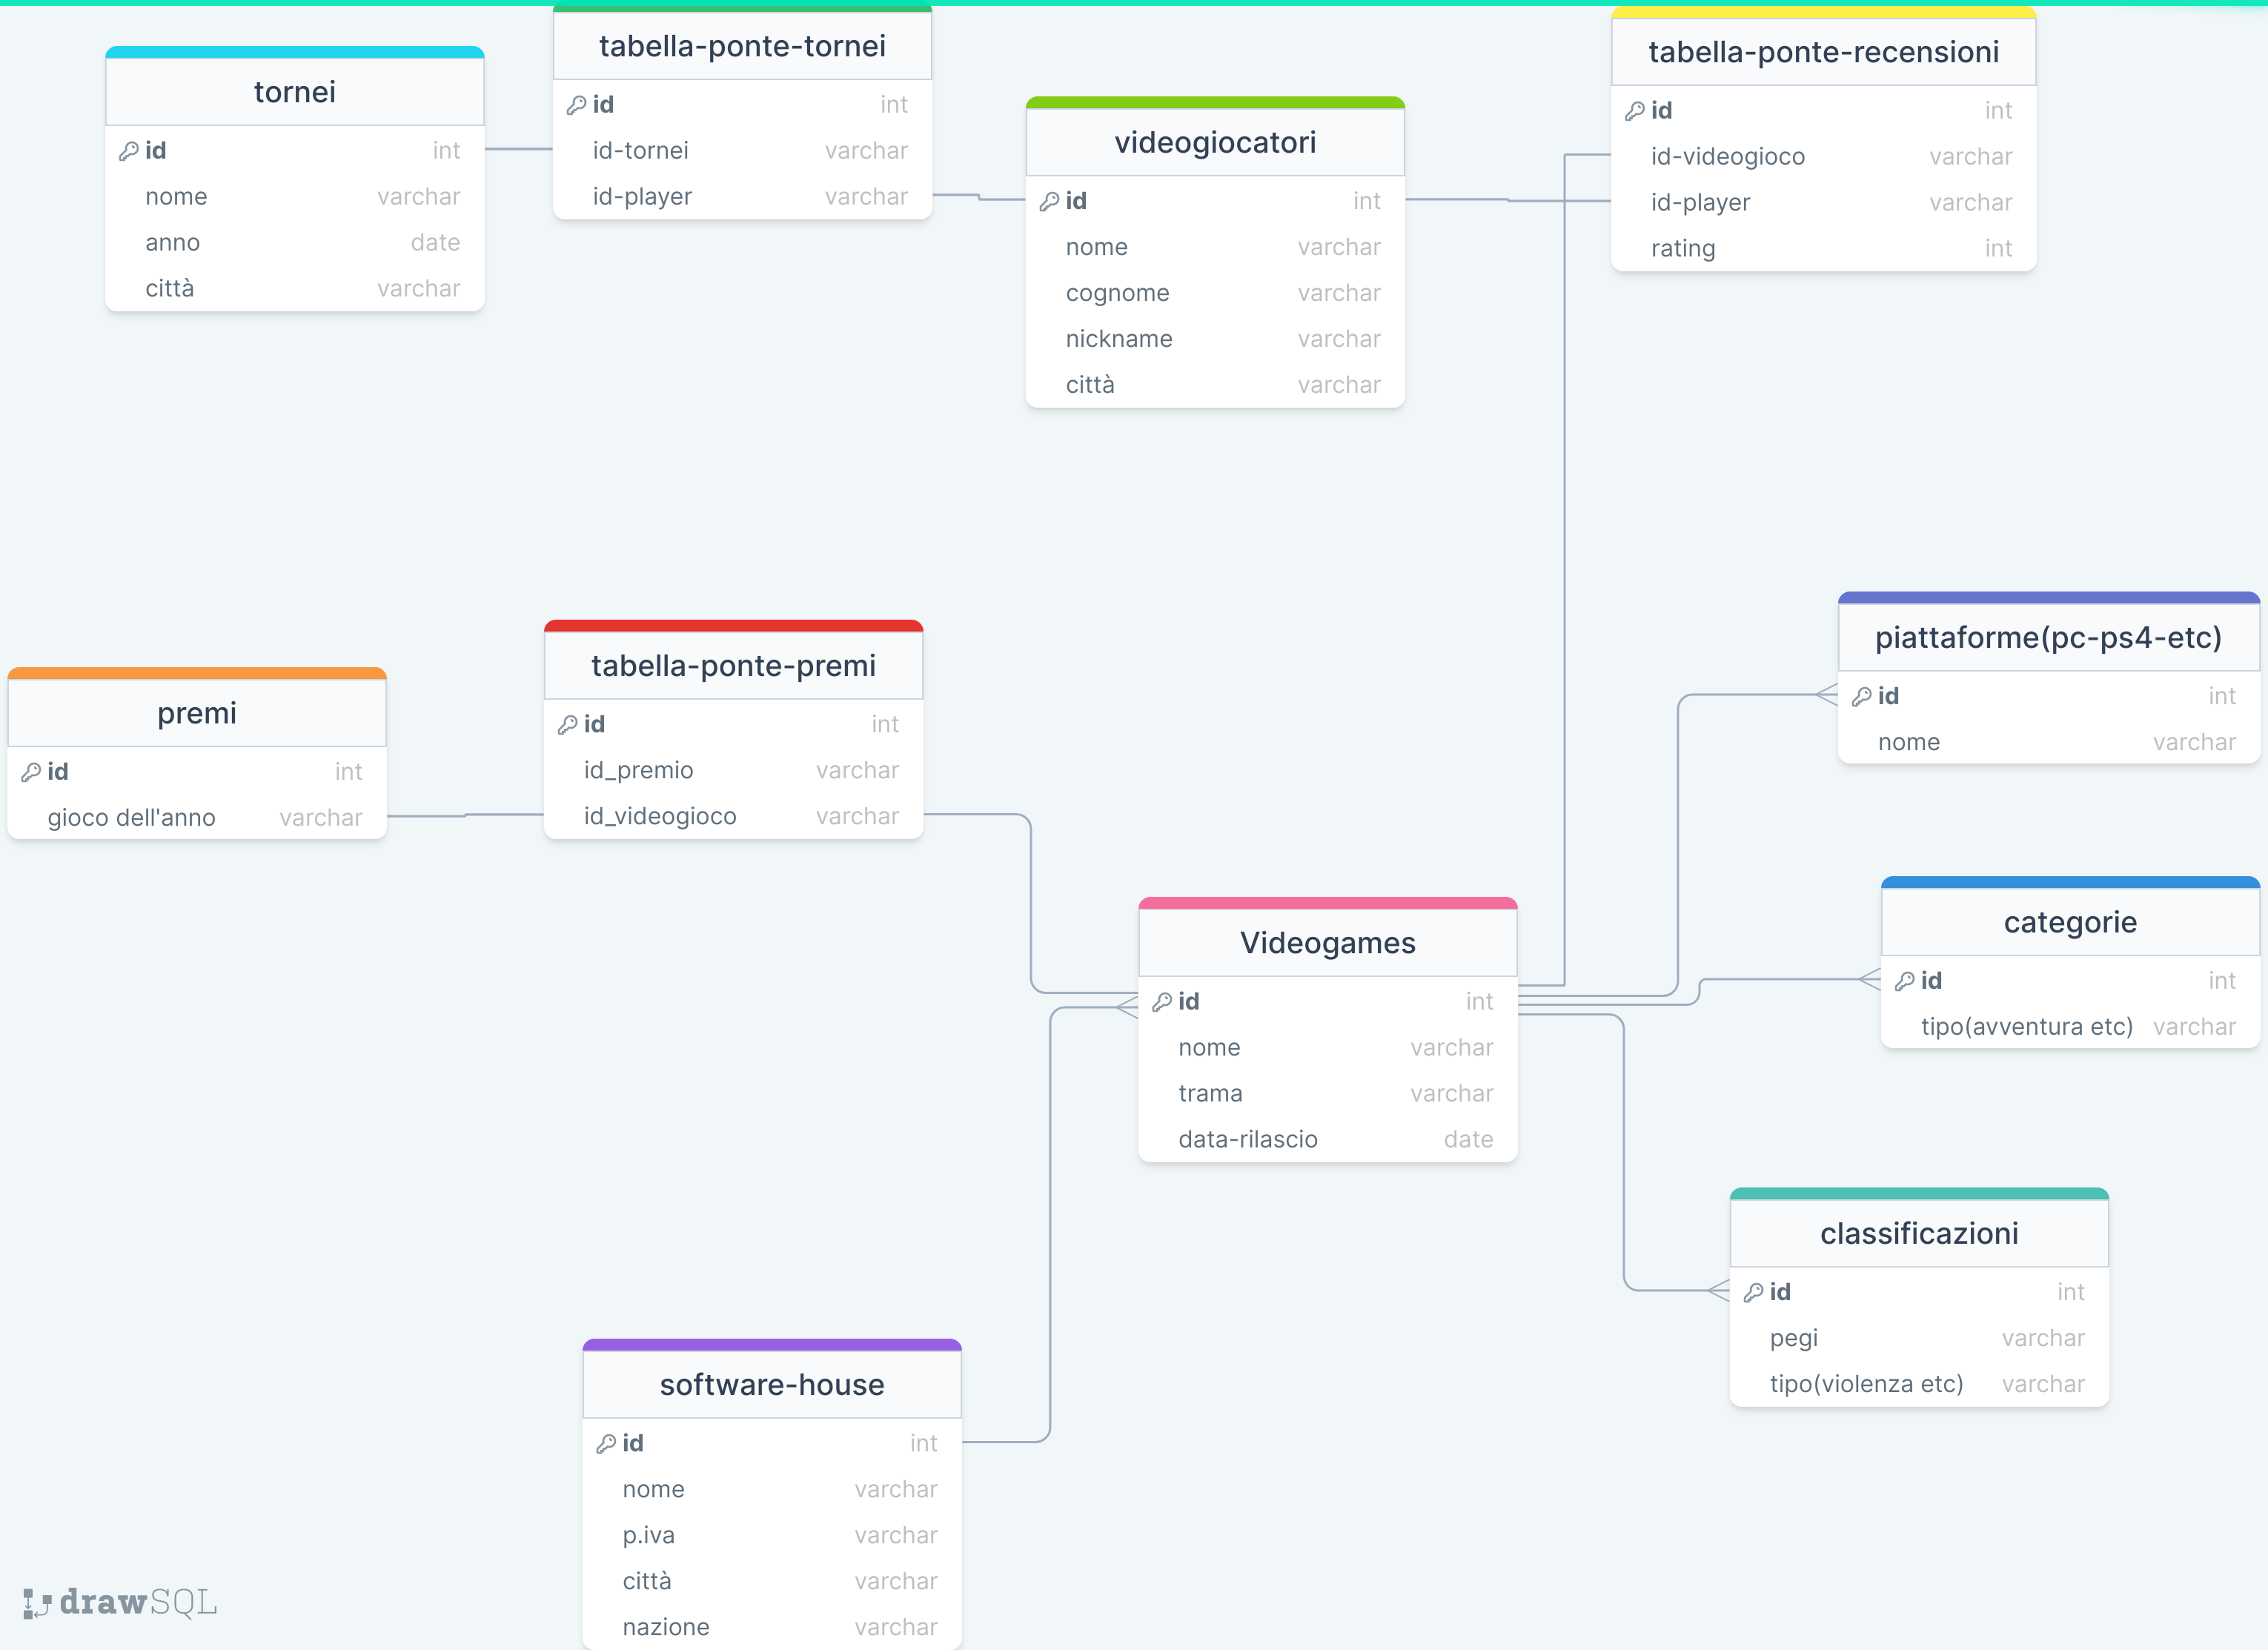 tornei
id int
nome varchar
anno date
città varchar
tabella-ponte-tornei
id int
id-tornei varchar
id-player varchar
videogiocatori
id int
nome varchar
cognome varchar
nickname varchar
città varchar
tabella-ponte-recensioni
id int
id-videogioco varchar
id-player varchar
rating int
premi
id int
gioco dell'anno varchar
tabella-ponte-premi
id int
id_premio varchar
id_videogioco varchar
piattaforme(pc-ps4-etc)
id int
nome varchar
Videogames
id int
nome varchar
trama varchar
data-rilascio date
categorie
id int
tipo(avventura etc) varchar
classificazioni
id int
pegi varchar
tipo(violenza etc) varchar
software-house
id int
nome varchar
p.iva varchar
città varchar
nazione varchar
drawSQL